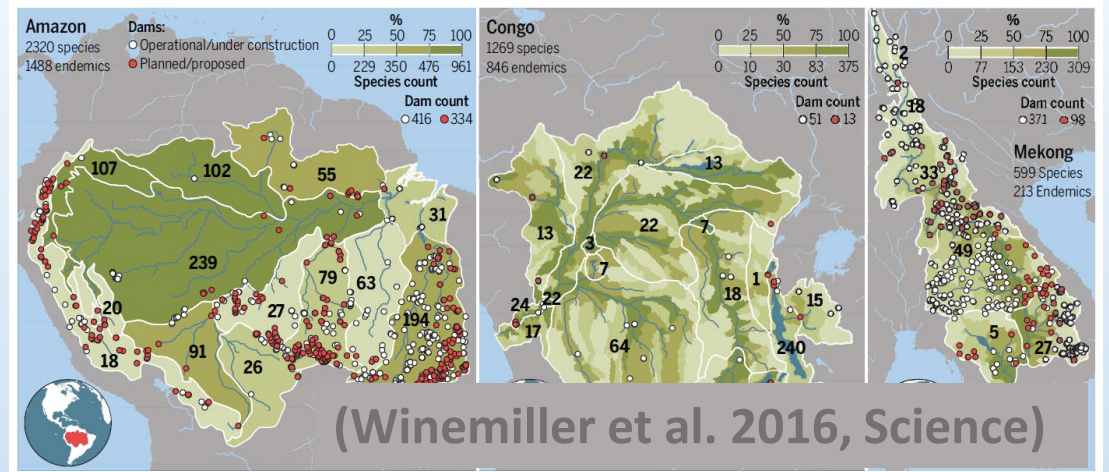 Amazon
2320 species
1488 endemics
Dams:
Operational/under construction
Planned/proposed
%
0 25 50 75 100
0 229 350 476 961
Species count
Dam count
416 334
107
102
55
31
239
79
63
20
27
194
18
91
26
Congo
1269 species
846 endemics
%
0 25 50 75 100
0 10 30 83 375
Species count
Dam count
51 13
13
22
13
22
7
3
7
1
18
22
24
15
17
64
240
%
0 25 50 75 100
0 77 153 230 309
Species count
Dam count
371 98
Mekong
599 Species
213 Endemics
2
18
33
49
5
27
(Winemiller et al. 2016, Science)